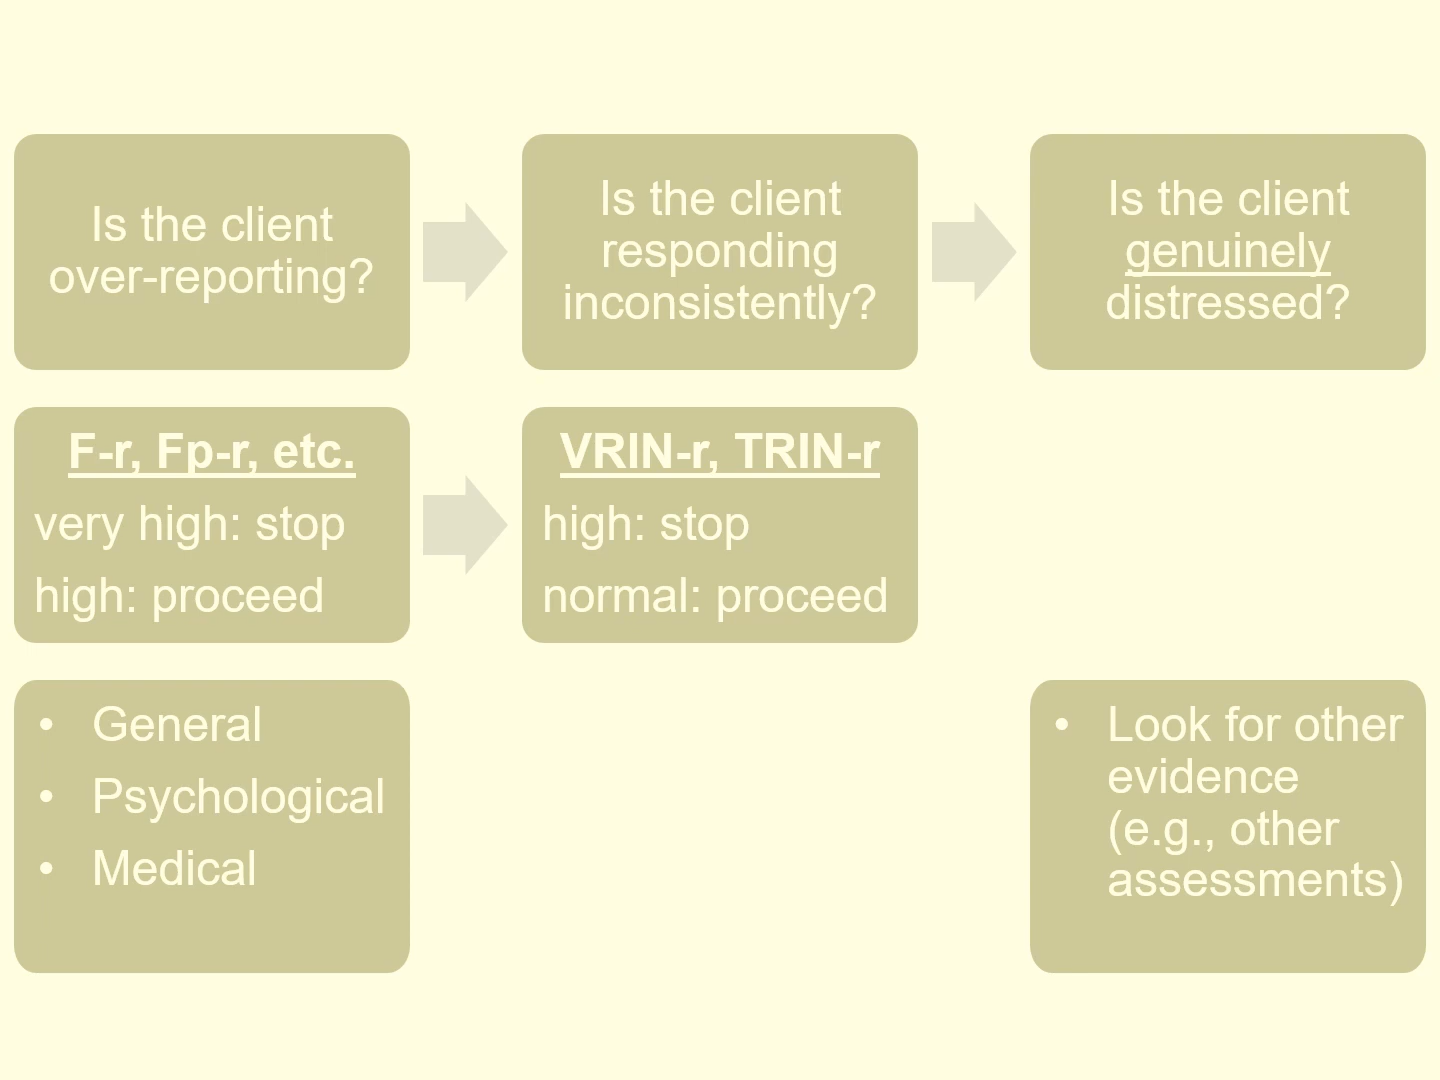 Is the client
over-reporting?
Is the client
responding
inconsistently?
Is the client
genuinely
distressed?
F-r, Fp-r, etc.
very high: stop
high: proceed
VRIN-r, TRIN-r
high: stop
normal: proceed
• General
• Psychological
• Medical
• Look for other
evidence
(e.g., other
assessments)